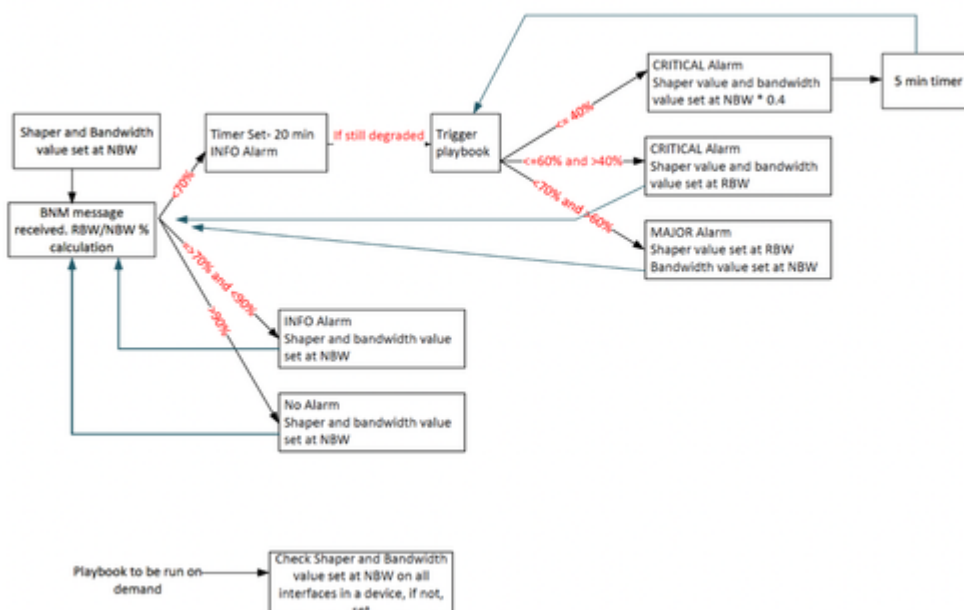 CRITICAL Alarm
Shaper value and bandwidth
value set at NBW * 0.4
5 min timer
<= 40%
Shaper and Bandwidth
value set at NBW
Timer Set- 20 min
INFO Alarm
If still degraded
Trigger
playbook
<70%
<+60% and >40%
CRITICAL Alarm
Shaper value and bandwidth
value set at RBW
<70% and >60%
BNM message
received. RBW/NBW %
calculation
MAJOR Alarm
Shaper value set at RBW
Bandwidth value set at NBW
=>70% and <90%
>90%
INFO Alarm
Shaper and bandwidth value
set at NBW
No Alarm
Shaper and bandwidth value
set at NBW
Playbook to be run on
demand
Check Shaper and Bandwidth
value set at NBW on all
interfaces in a device, if not,